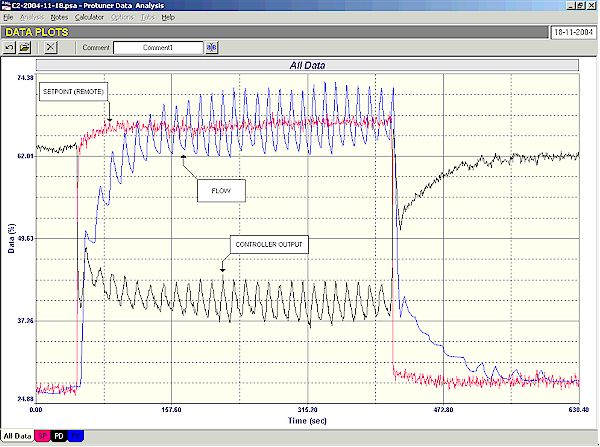 C2-2004-11-18.psa - Protuner Data Analysis
File Analysis Notes Calculator Options Tabs Help
DATA PLOTS
18-11-2004
Comment
Comment1
All Data
74.38
62.01
49.63
37.26
24.88
Data (%)
SETPOINT (REMOTE)
FLOW
CONTROLLER OUTPUT
0.00 157.60 315.20 472.80 630.40
Time (sec)
All Data SP PD